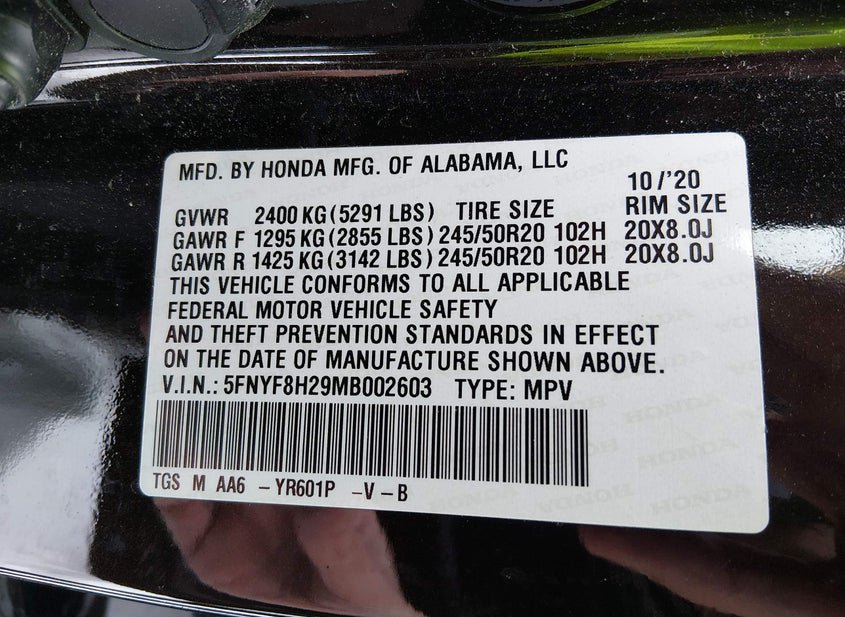 MFD. BY HONDA MFG. OF ALABAMA, LLC
10/'20
GVWR 2400 KG (5291 LBS) TIRE SIZE RIM SIZE
GAWR F 1295 KG (2855 LBS) 245/50R20 102H 20X8.0J
GAWR R 1425 KG (3142 LBS) 245/50R20 102H 20X8.0J
THIS VEHICLE CONFORMS TO ALL APPLICABLE
FEDERAL MOTOR VEHICLE SAFETY
AND THEFT PREVENTION STANDARDS IN EFFECT
ON THE DATE OF MANUFACTURE SHOWN ABOVE.
V.I.N.: 5FNYF8H29MB002603 TYPE: MPV
TGS M AA6 – YR601P – V – B